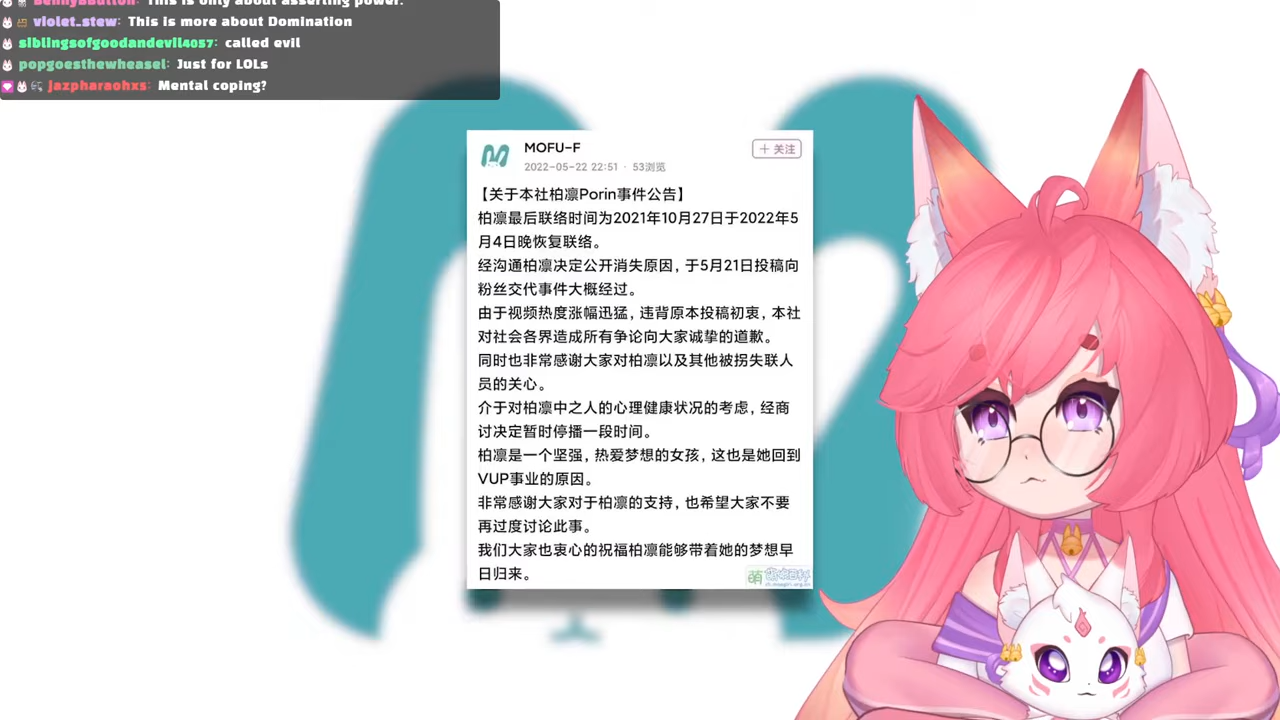 This is only about asserting power.
violet_stew: This is more about Domination
siblingsofgoodandevil4057: called evil
popgoesthewheasel: Just for LOLs
jazpharaohxs: Mental coping?
MOFU-F
+ 关注
2022-05-22 22:51 · 53浏览
【关于本社柏凛Porin事件公告】
柏凛最后联络时间为2021年10月27日于2022年5
月4日晚恢复联络。
经沟通柏凛决定公开消失原因，于5月21日投稿向
粉丝交代事件大概经过。
由于视频热度涨幅迅猛，违背原本投稿初衷，本社
对社会各界造成所有争论向大家诚挚的道歉。
同时也非常感谢大家对柏凛以及其他被拐失联人
员的关心。
介于对柏凛中之人的心理健康状况的考虑，经商
讨决定暂时停播一段时间。
柏凛是一个坚强，热爱梦想的女孩，这也是她回到
VUP事业的原因。
非常感谢大家对于柏凛的支持，也希望大家不要
再过度讨论此事。
我们大家也衷心的祝福柏凛能够带着她的梦想早
日归来。